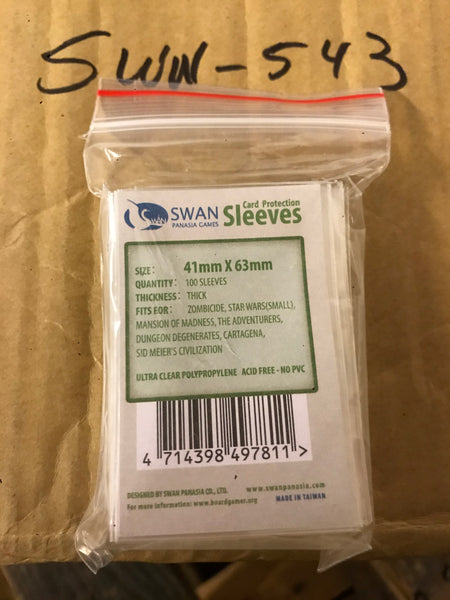 SWN-543
SWAN
SWAN
PANASIA GAMES
Card Protection
Sleeves
SIZE: 41mm X 63mm
QUANTITY: 100 SLEEVES
THICKNESS: THICK
FITS FOR: ZOMBICIDE, STAR WARS(SMALL),
MANSION OF MADNESS, THE ADVENTURERS,
DUNGEON DEGENERATES, CARTAGENA,
SID MEIER'S CIVILIZATION
ULTRA CLEAR POLYPROPYLENE ACID FREE - NO PVC
4 714398 497811 >
DESIGNED BY SWAN PANASIA CO., LTD. www.swanpanasia.com
For more information: www.boardgamer.org MADE IN TAIWAN